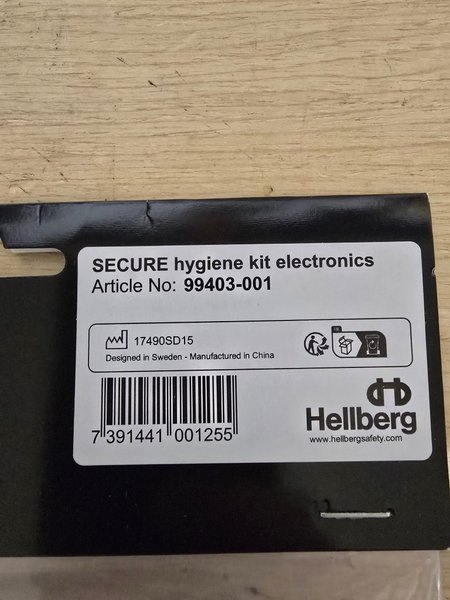 SECURE hygiene kit electronics
Article No: 99403-001
17490SD15
Designed in Sweden - Manufactured in China
7 391441 001255
Hellberg
www.hellbergsafety.com